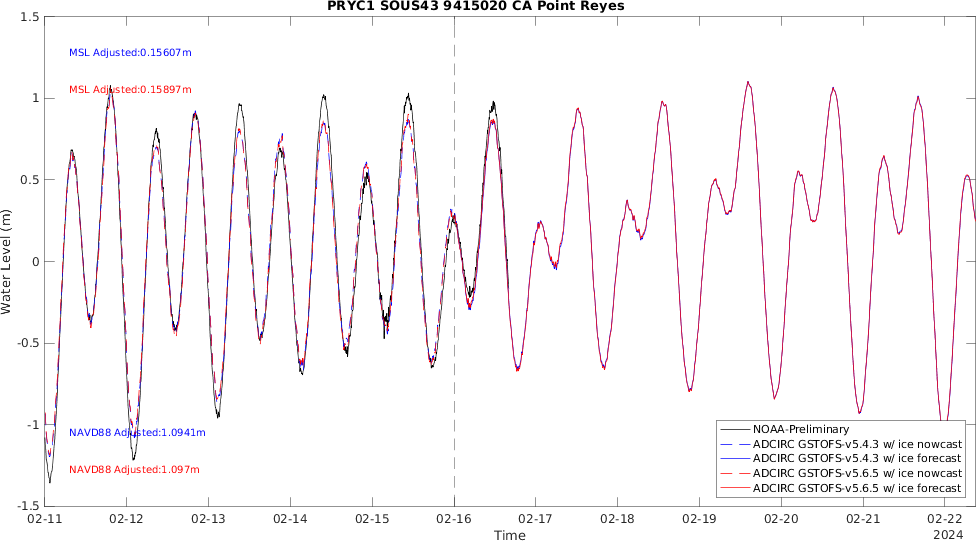 PRYC1 SOUS43 9415020 CA Point Reyes
1.5
1
0.5
0
-0.5
-1
-1.5
Water Level (m)
MSL Adjusted:0.15607m
MSL Adjusted:0.15897m
NAVD88 Adjusted:1.0941m
NAVD88 Adjusted:1.097m
NOAA-Preliminary
ADCIRC GSTOFS-v5.4.3 w/ ice nowcast
ADCIRC GSTOFS-v5.4.3 w/ ice forecast
ADCIRC GSTOFS-v5.6.5 w/ ice nowcast
ADCIRC GSTOFS-v5.6.5 w/ ice forecast
02-11 02-12 02-13 02-14 02-15 02-16 02-17 02-18 02-19 02-20 02-21 02-22
Time
2024